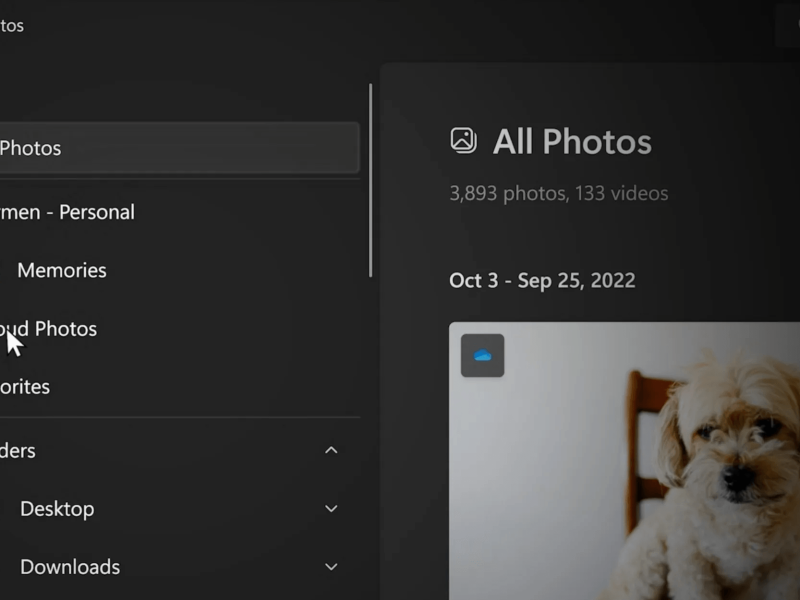 tos
Photos
rmen - Personal
Memories
oud Photos
orites
ders
Desktop
Downloads
All Photos
3,893 photos, 133 videos
Oct 3 - Sep 25, 2022